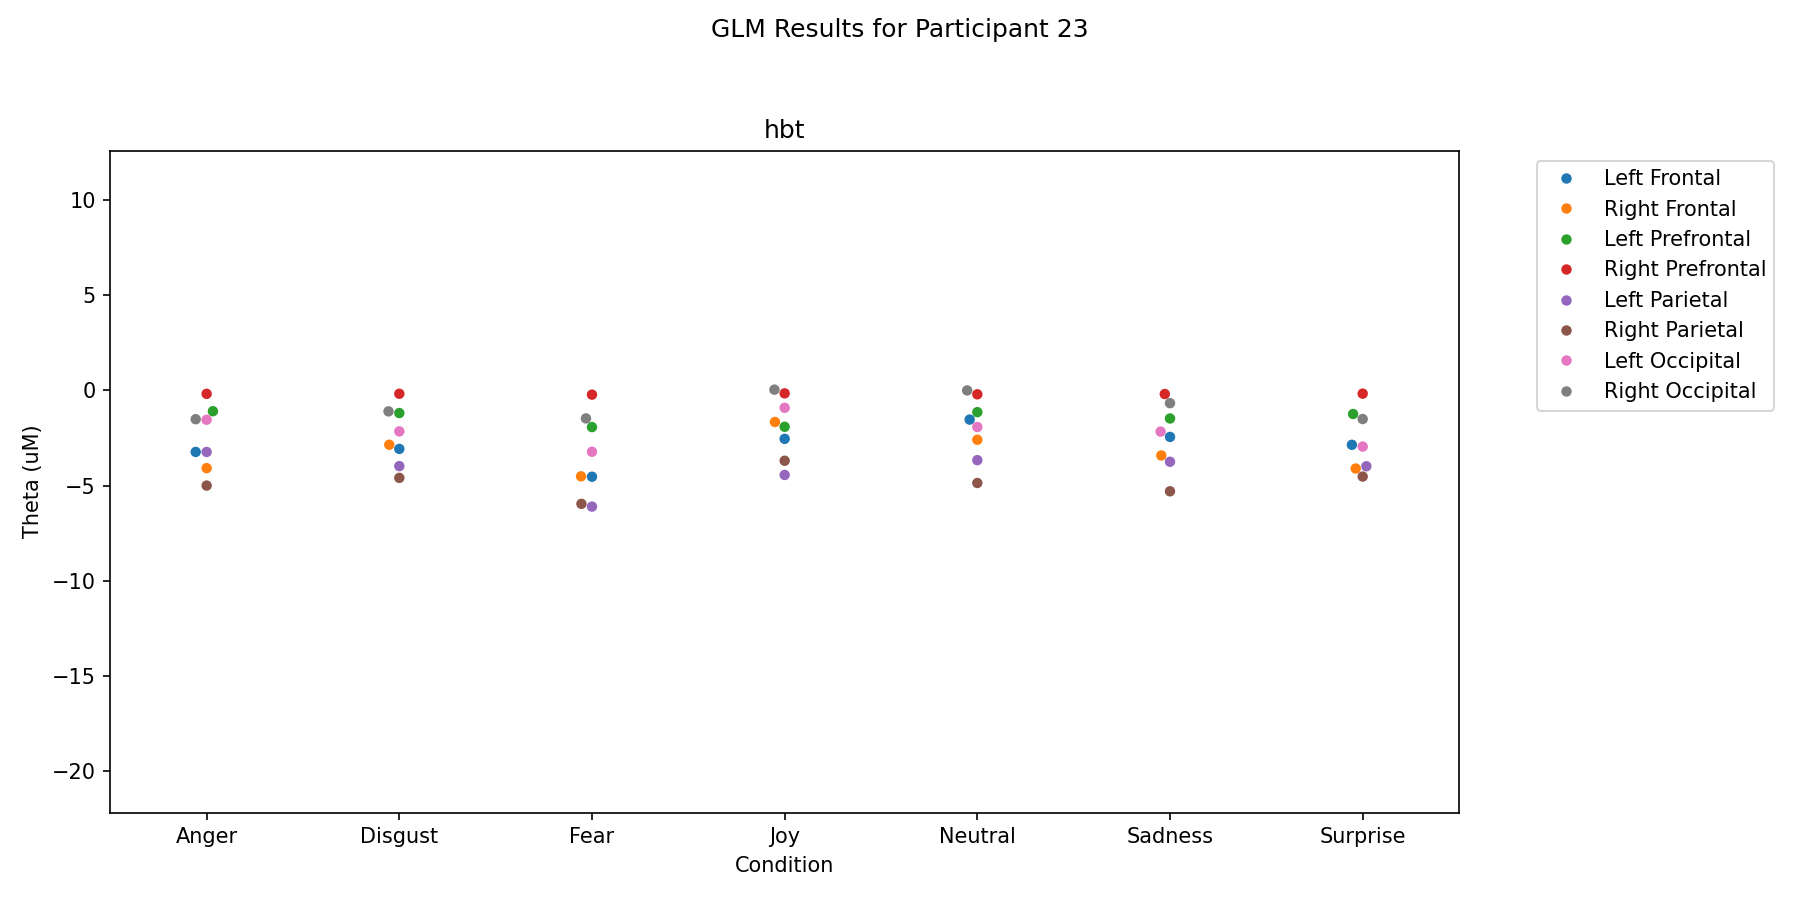 GLM Results for Participant 23
hbt
10
5
0
−5
−10
−15
−20
Theta (uM)
Anger
Disgust
Fear
Joy
Neutral
Sadness
Surprise
Condition
Left Frontal
Right Frontal
Left Prefrontal
Right Prefrontal
Left Parietal
Right Parietal
Left Occipital
Right Occipital